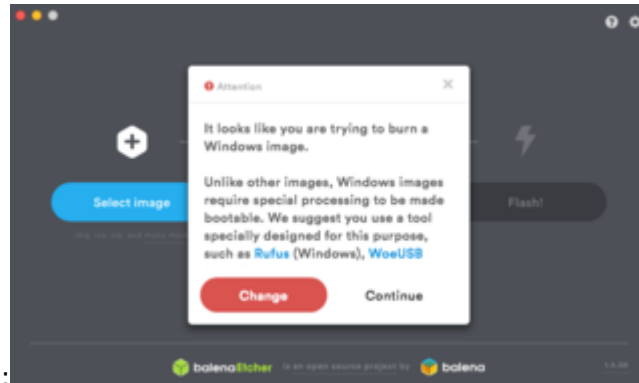 Attention
It looks like you are trying to burn a
Windows image.
Unlike other images, Windows images
require special processing to be made
bootable. We suggest you use a tool
specially designed for this purpose,
such as Rufus (Windows), WoeUSB
Select image
Flash!
Change
Continue
balenaEtcher is an open source project by balena